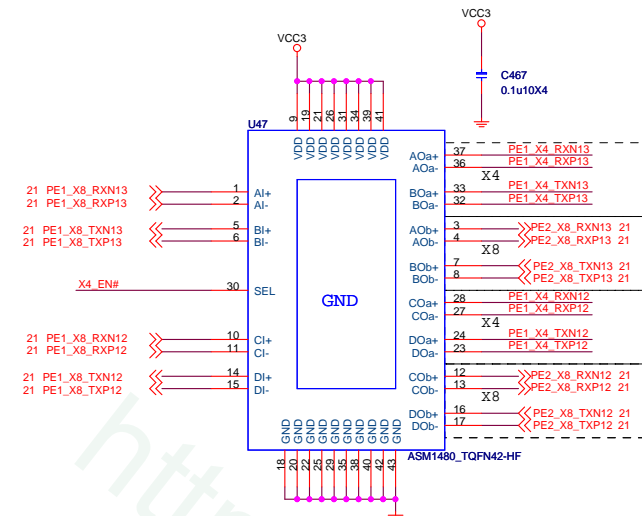 VCC3
VCC3
C467
0.1u10X4
U47
9 19 21 26 31 34 39 41
VDD VDD VDD VDD VDD VDD VDD VDD
AOa+ 37 PE1_X4_RXN13
AOa- 36 PE1_X4_RXP13
X4
21 PE1_X8_RXN13 1 AI+
21 PE1_X8_RXP13 2 AI-
BOa+ 33 PE1_X4_TXN13
BOa- 32 PE1_X4_TXP13
21 PE1_X8_TXN13 5 BI+
21 PE1_X8_TXP13 6 BI-
AOb+ 3 PE2_X8_RXN13 21
AOb- 4 PE2_X8_RXP13 21
X8
BOb+ 7 PE2_X8_TXN13 21
BOb- 8 PE2_X8_TXP13 21
X4_EN# 30 SEL
GND
COa+ 28 PE1_X4_RXN12
COa- 27 PE1_X4_RXP12
X4
21 PE1_X8_RXN12 10 CI+
21 PE1_X8_RXP12 11 CI-
DOa+ 24 PE1_X4_TXN12
DOa- 23 PE1_X4_TXP12
21 PE1_X8_TXN12 14 DI+
21 PE1_X8_TXP12 15 DI-
COb+ 12 PE2_X8_RXN12 21
COb- 13 PE2_X8_RXP12 21
X8
DOb+ 16 PE2_X8_TXN12 21
DOb- 17 PE2_X8_TXP12 21
GND GND GND GND GND GND GND GND GND GND
18 20 22 25 29 35 38 40 42 43
ASM1480_TQFN42-HF
http